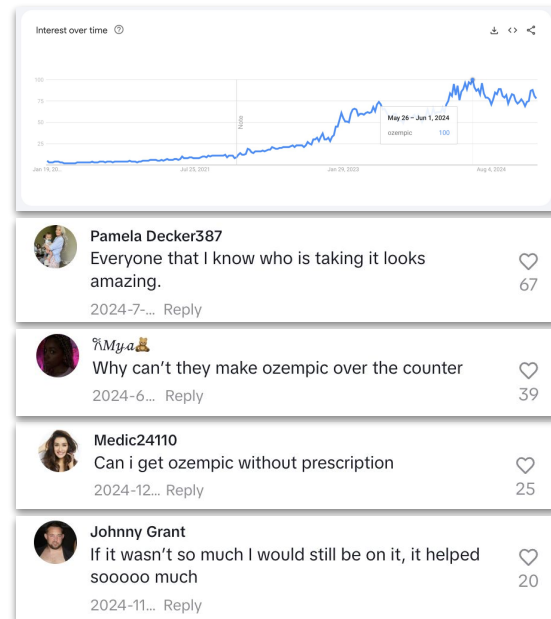 Interest over time
100
75
50
25
Note
May 26 – Jun 1, 2024
ozempic 100
Jan 19, 20...
Jul 25, 2021
Jan 29, 2023
Aug 4, 2024
Pamela Decker387
Everyone that I know who is taking it looks
amazing.
67
2024-7-... Reply
Mya
Why can't they make ozempic over the counter
39
2024-6... Reply
Medic24110
Can i get ozempic without prescription
25
2024-12... Reply
Johnny Grant
If it wasn't so much I would still be on it, it helped
sooooo much
20
2024-11... Reply